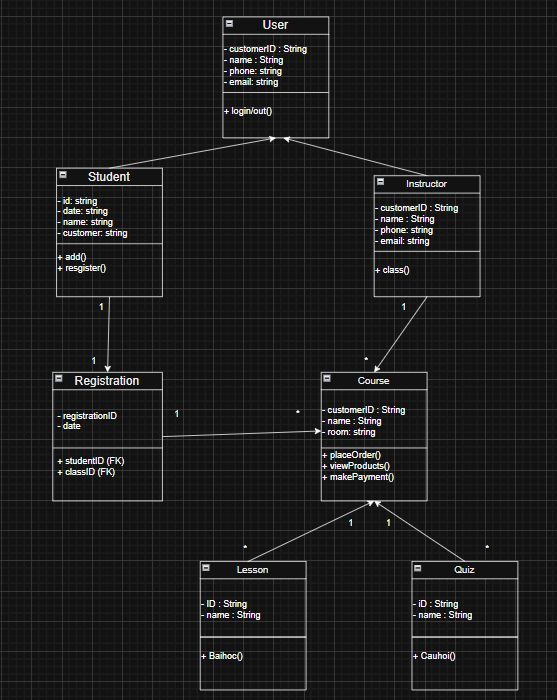 User
- customerID : String
- name : String
- phone: string
- email: string
+ login/out()
Student
- id: string
- date: string
- name: string
- customer: string
+ add()
+ resgister()
Instructor
- customerID : String
- name : String
- phone: string
- email: string
+ class()
1
1
1
*
Registration
- registrationID
- date
+ studentID (FK)
+ classID (FK)
1
*
Course
- customerID : String
- name : String
- room: string
+ placeOrder()
+ viewProducts()
+ makePayment()
1
1
*
*
Lesson
- ID : String
- name : String
+ Baihoc()
Quiz
- iD : String
- name : String
+ Cauhoi()